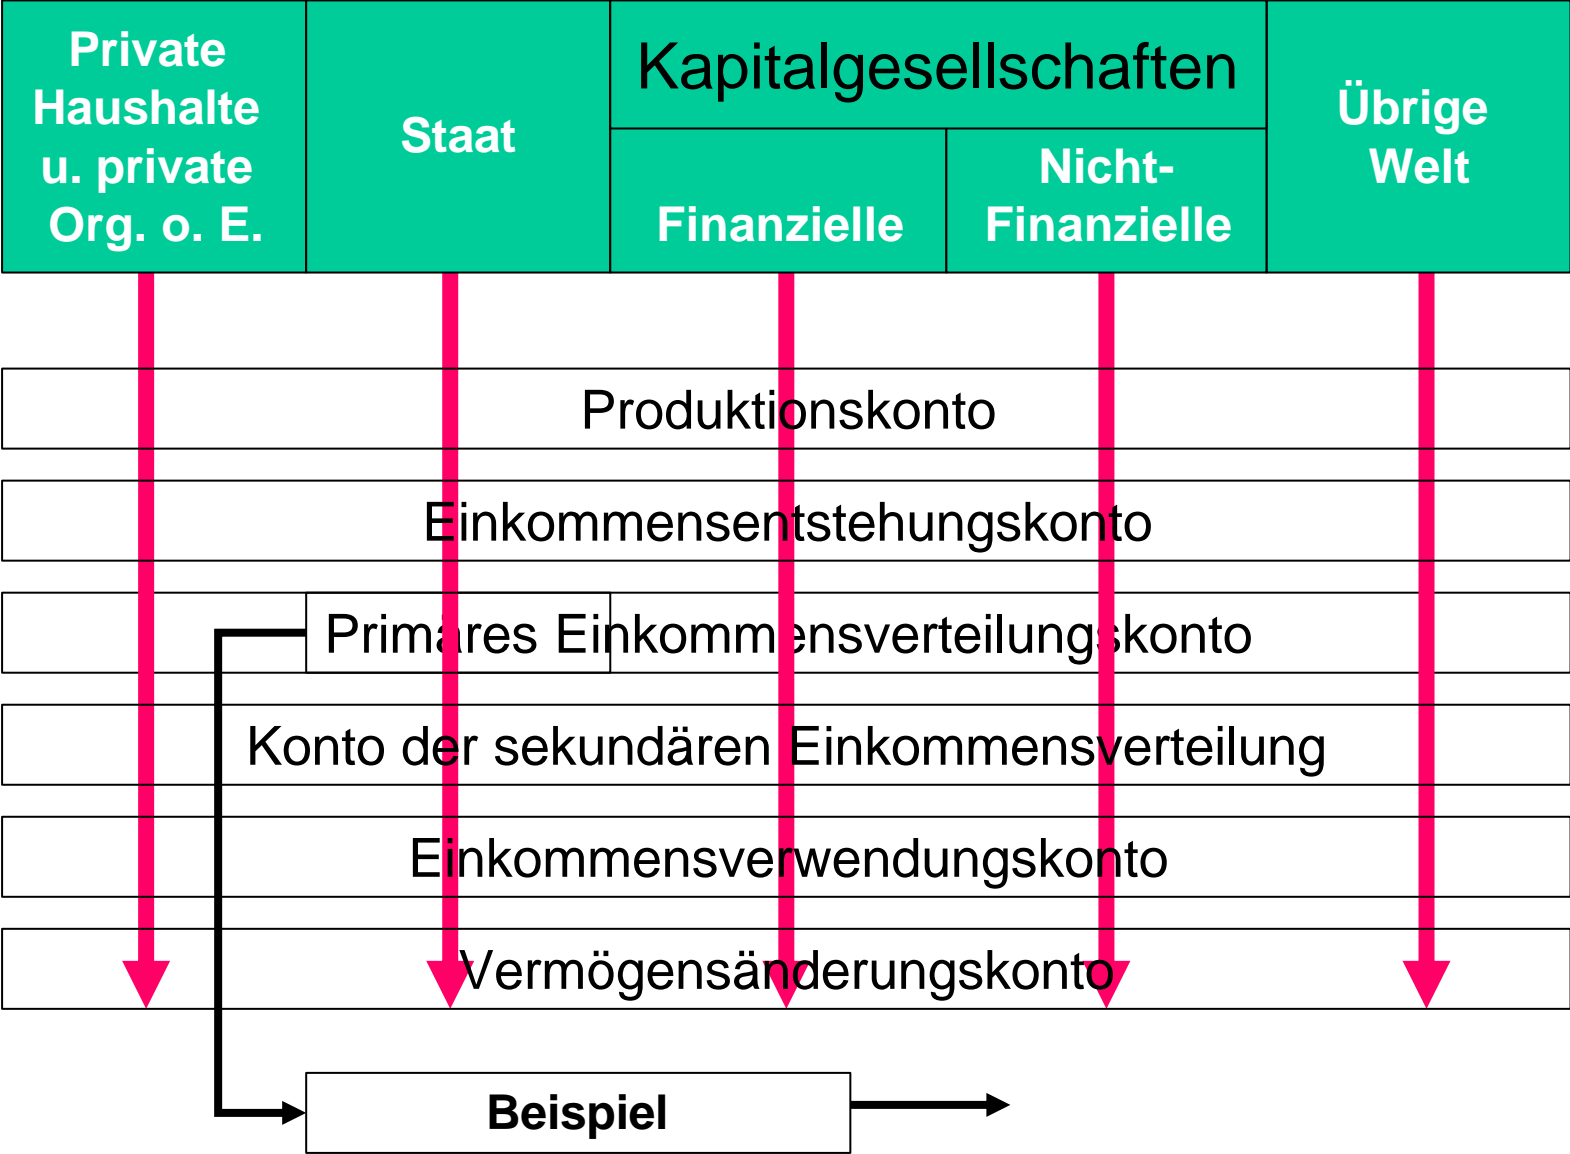 Private
Haushalte
u. private
Org. o. E.
Staat
Kapitalgesellschaften
Finanzielle
Nicht-
Finanzielle
Übrige
Welt
Produktionskonto
Einkommensentstehungskonto
Primäres Einkommensverteilungskonto
Konto der sekundären Einkommensverteilung
Einkommensverwendungskonto
Vermögensänderungskonto
Beispiel